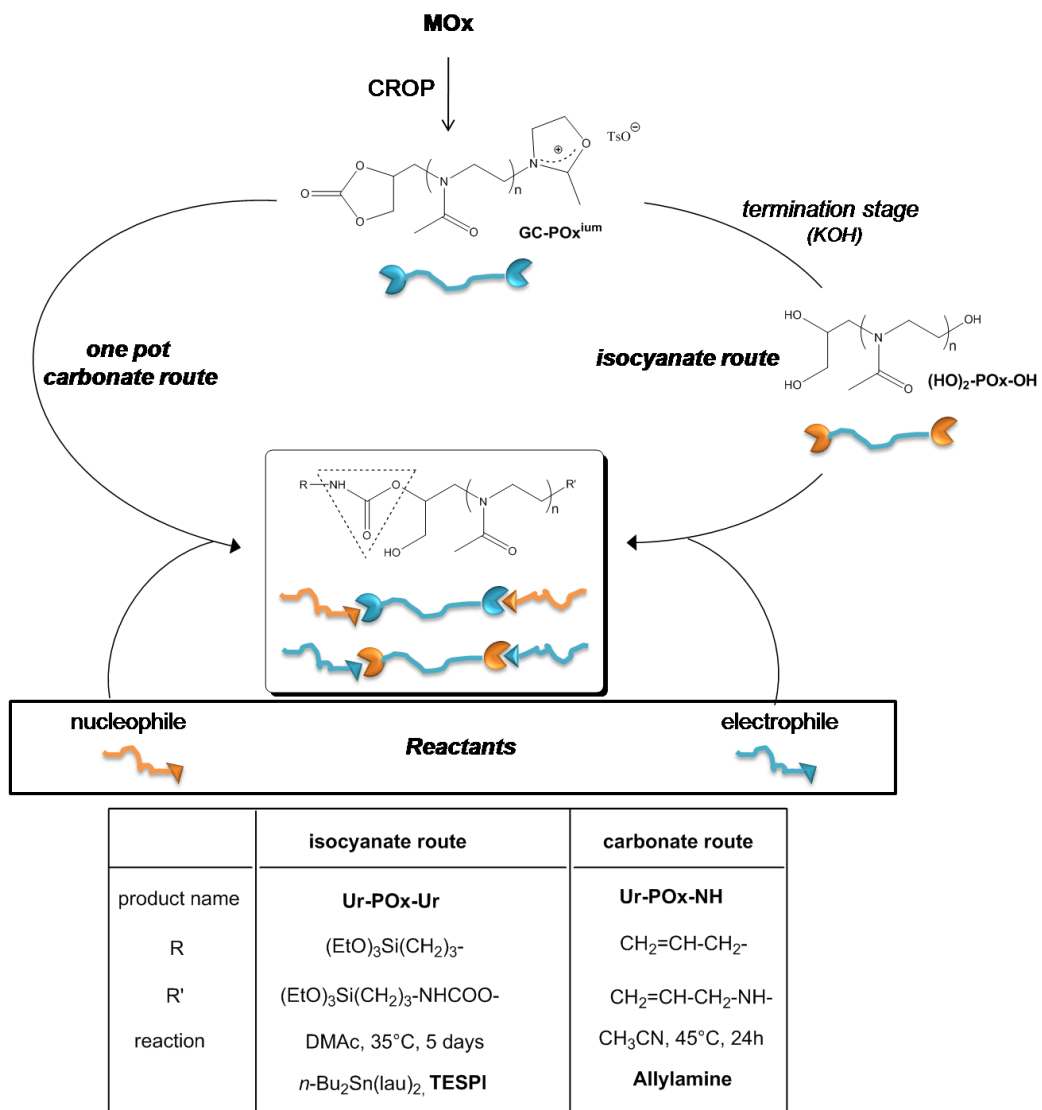 MOx
CROP
TsO⊖
O
N
⊕
O
O
O
N
n
O
GC-POx^ium
termination stage
(KOH)
one pot
carbonate route
isocyanate route
HO
N
OH
n
HO
O
(HO)₂-POx-OH
R
NH
O
N
R'
n
O
HO
O
nucleophile
electrophile
Reactants
isocyanate route carbonate route
product name Ur-POx-Ur Ur-POx-NH
R (EtO)₃Si(CH₂)₃- CH₂=CH-CH₂-
R' (EtO)₃Si(CH₂)₃-NHCOO- CH₂=CH-CH₂-NH-
reaction DMAc, 35°C, 5 days CH₃CN, 45°C, 24h
n-Bu₂Sn(lau)₂, TESPI Allylamine